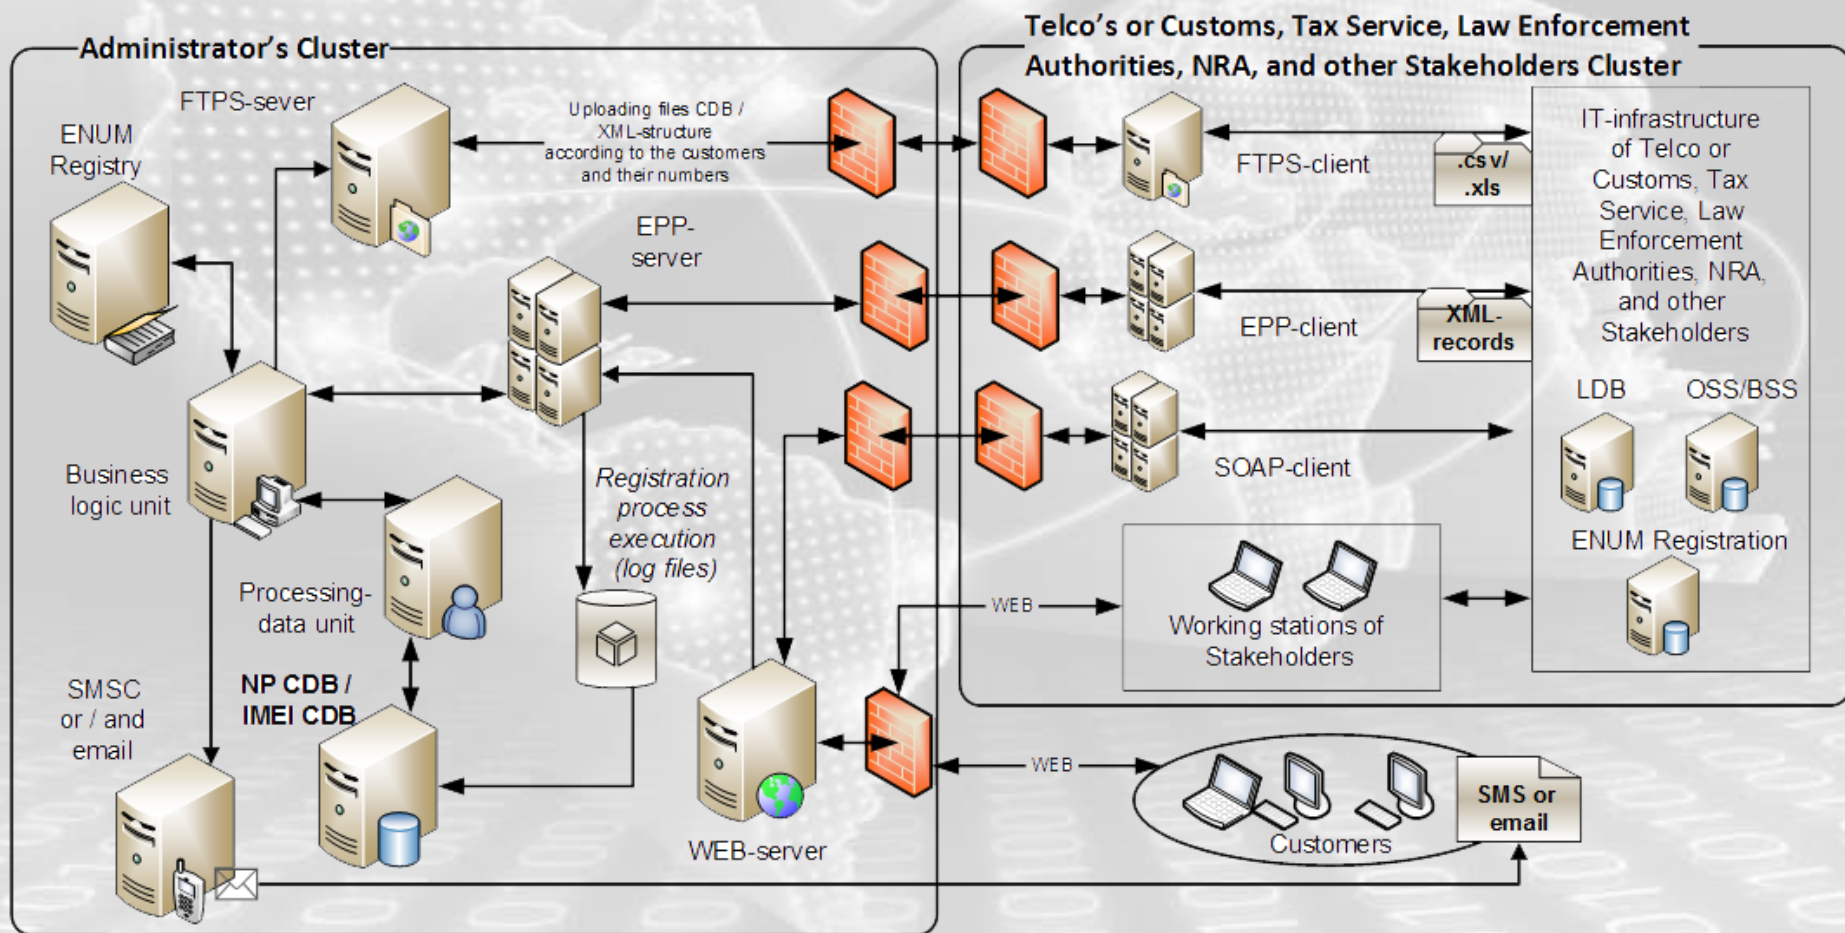 Administrator's Cluster
FTPS-sever
ENUM
Registry
Uploading files CDB /
XML-structure
according to the customers
and their numbers
EPP-
server
Business
logic unit
Registration
process
execution
(log files)
Processing-
data unit
NP CDB /
IMEI CDB
SMSC
or / and
email
WEB-server
Telco's or Customs, Tax Service, Law Enforcement
Authorities, NRA, and other Stakeholders Cluster
FTPS-client
.csv/
.xls
IT-infrastructure
of Telco or
Customs, Tax
Service, Law
Enforcement
Authorities, NRA,
and other
Stakeholders
EPP-client
XML-
records
LDB
OSS/BSS
SOAP-client
ENUM Registration
WEB
Working stations of
Stakeholders
WEB
Customers
SMS or
email